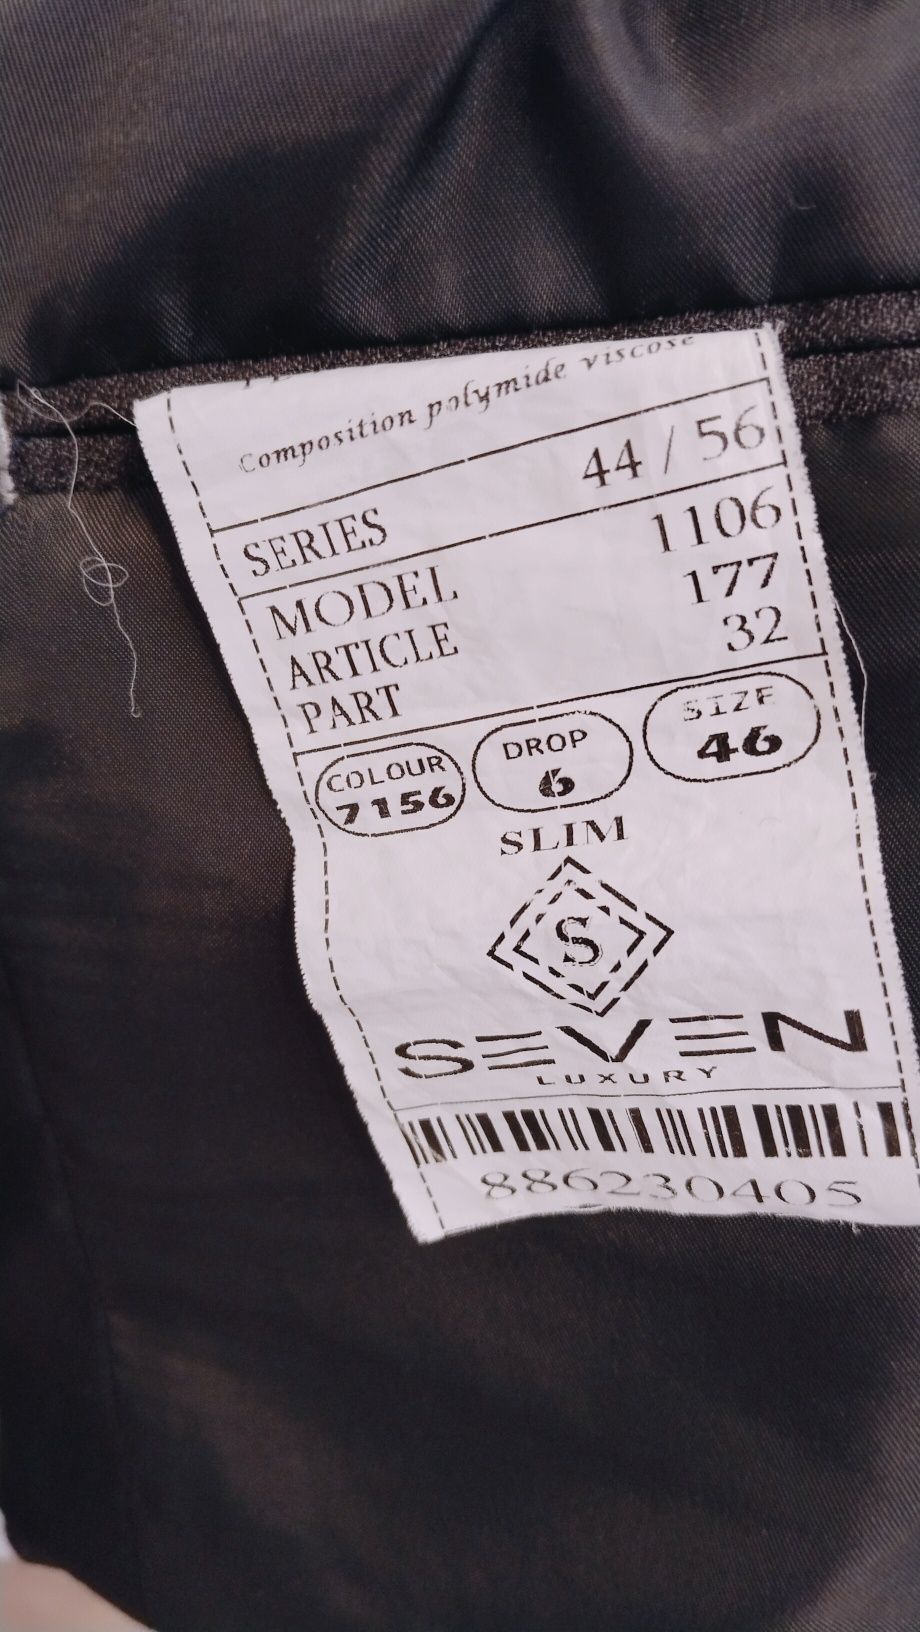 Composition polymide viscose
SERIES 44 / 56
MODEL 1106
ARTICLE 177
PART 32
COLOUR 7156
DROP 6
SIZE 46
SLIM
S
SEVEN
LUXURY
886230405